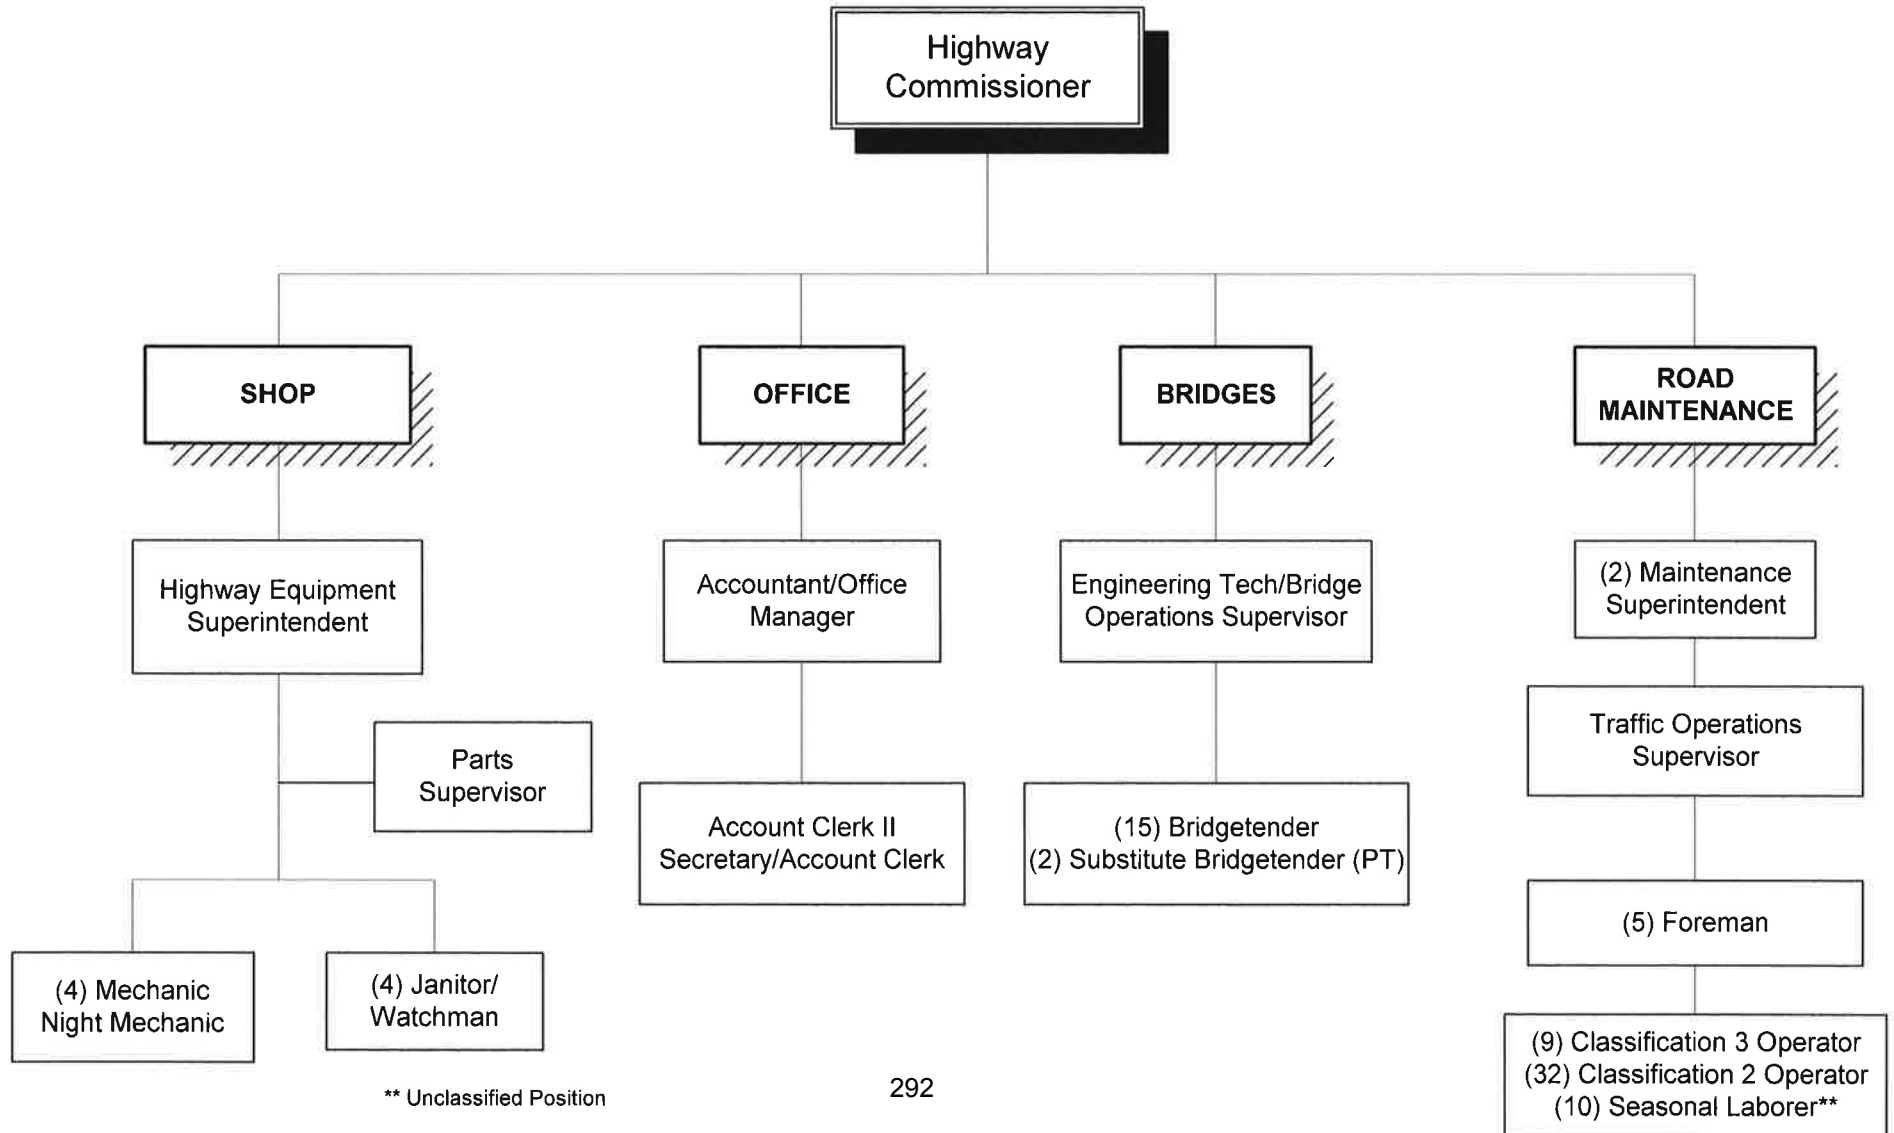 Highway
Commissioner
SHOP
OFFICE
BRIDGES
ROAD
MAINTENANCE
Highway Equipment
Superintendent
Accountant/Office
Manager
Engineering Tech/Bridge
Operations Supervisor
(2) Maintenance
Superintendent
Parts
Supervisor
Traffic Operations
Supervisor
Account Clerk II
Secretary/Account Clerk
(15) Bridgetender
(2) Substitute Bridgetender (PT)
(5) Foreman
(4) Mechanic
Night Mechanic
(4) Janitor/
Watchman
(9) Classification 3 Operator
(32) Classification 2 Operator
(10) Seasonal Laborer**
** Unclassified Position
292